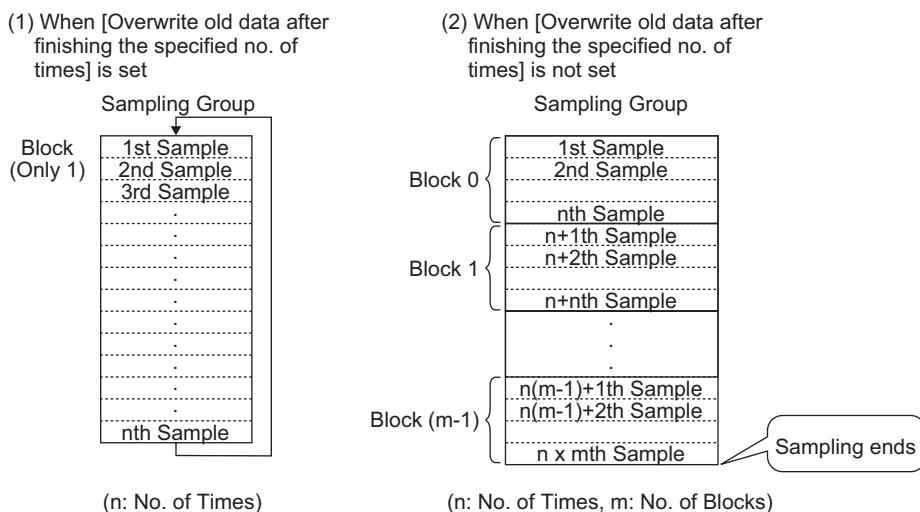 (1) When [Overwrite old data after
finishing the specified no. of
times] is set
Sampling Group
Block
(Only 1)
1st Sample
2nd Sample
3rd Sample
.
.
.
.
.
.
.
.
.
.
nth Sample
(n: No. of Times)
(2) When [Overwrite old data after
finishing the specified no. of
times] is not set
Sampling Group
Block 0
1st Sample
2nd Sample
nth Sample
Block 1
n+1th Sample
n+2th Sample
n+nth Sample
.
.
.
Block (m-1)
n(m-1)+1th Sample
n(m-1)+2th Sample
n x mth Sample
Sampling ends
(n: No. of Times, m: No. of Blocks)